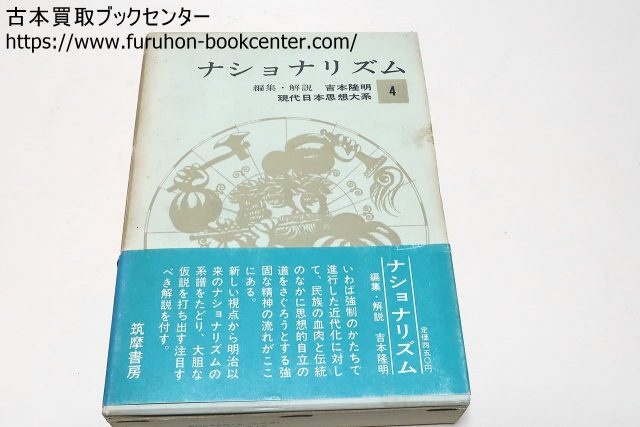 古本買取ブックセンター
https://www.furuhon-bookcenter.com/
ナショナリズム
編集・解説 吉本隆明
現代日本思想大系 4
ナショナリズム
編集・解説 吉本隆明
定価四五〇円
いわば強制のかたちで
進行した近代化に対し
て、民族の血肉と伝統
のなかに思想的自立の
道をさぐろうとする強
固な精神の流れがここ
にある。
新しい視点から明治以
来のナショナリズムの
系譜をたどり、大胆な
仮説を打ち出す注目す
べき解説を付す。
筑摩書房